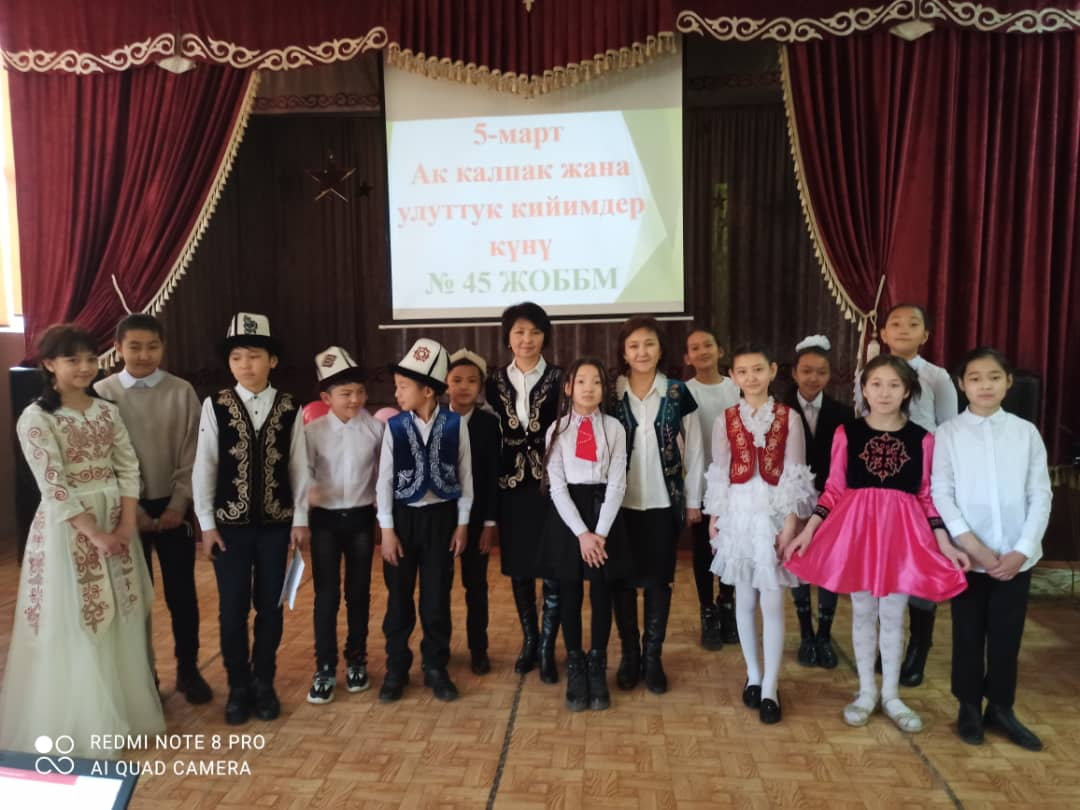 5-март
Ак калпак жана
улуттук кийимдер
күнү
№ 45 ЖОББМ
REDMI NOTE 8 PRO
AI QUAD CAMERA